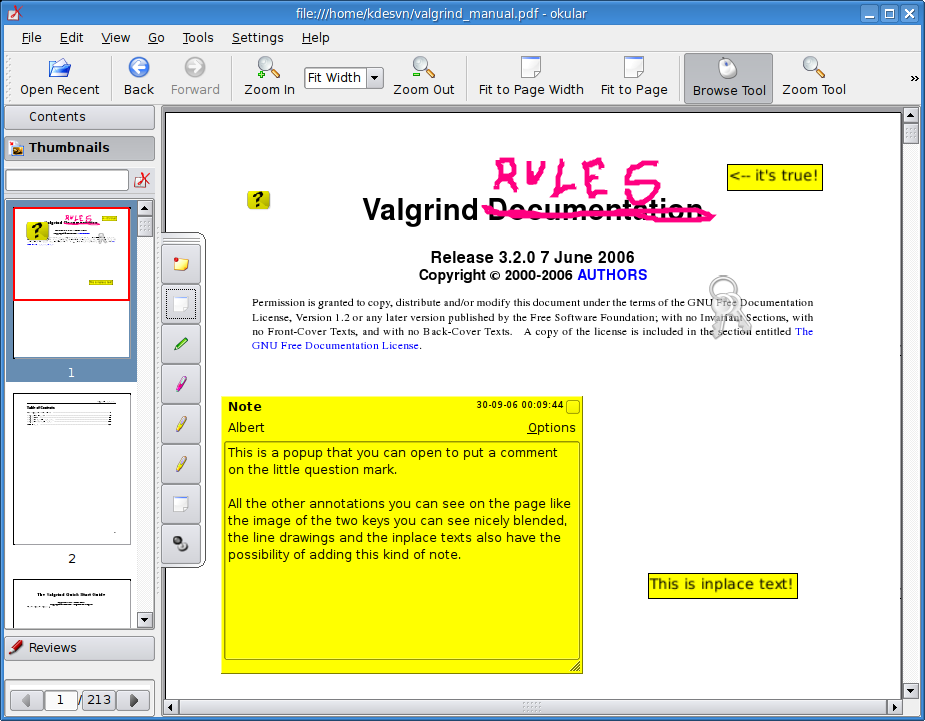 file:///home/kdesvn/valgrind_manual.pdf - okular
File Edit View Go Tools Settings Help
Open Recent Back Forward Zoom In Fit Width Zoom Out Fit to Page Width Fit to Page Browse Tool Zoom Tool »
Contents
Thumbnails
1
2
The Valgrind Quick Start Guide
Reviews
1 / 213
RULES
<-- it's true!
?
Valgrind Documentation
Release 3.2.0 7 June 2006
Copyright © 2000-2006 AUTHORS
Permission is granted to copy, distribute and/or modify this document under the terms of the GNU Free Documentation
License, Version 1.2 or any later version published by the Free Software Foundation; with no Invariant Sections, with
no Front-Cover Texts, and with no Back-Cover Texts. A copy of the license is included in the section entitled The
GNU Free Documentation License.
Note 30-09-06 00:09:44
Albert Options
This is a popup that you can open to put a comment
on the little question mark.
All the other annotations you can see on the page like
the image of the two keys you can see nicely blended,
the line drawings and the inplace texts also have the
possibility of adding this kind of note.
This is inplace text!